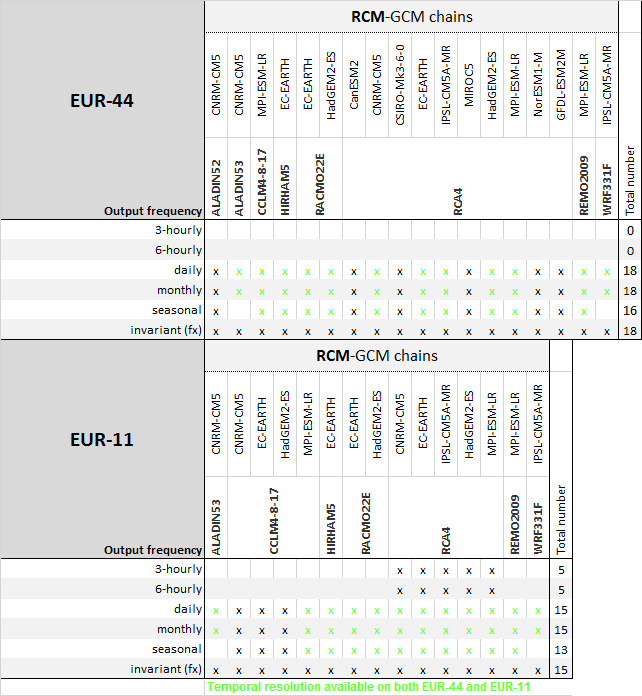 RCM-GCM chains
EUR-44
CNRM-CM5
CNRM-CM5
MPI-ESM-LR
EC-EARTH
EC-EARTH
HadGEM2-ES
CanESM2
CNRM-CM5
CSIRO-Mk3-6-0
EC-EARTH
IPSL-CM5A-MR
MIROC5
HadGEM2-ES
MPI-ESM-LR
NorESM1-M
GFDL-ESM2M
MPI-ESM-LR
IPSL-CM5A-MR
ALADIN52
ALADIN53
CCLM4-8-17
HIRHAM5
RACMO22E
RCA4
REMO2009
WRF331F
Total number
Output frequency
3-hourly 0
6-hourly 0
daily x x x x x x x x x x x x x x x x x x 18
monthly x x x x x x x x x x x x x x x x x x 18
seasonal x x x x x x x x x x x x x x x x 16
invariant (fx) x x x x x x x x x x x x x x x x x x 18
RCM-GCM chains
EUR-11
CNRM-CM5
CNRM-CM5
EC-EARTH
HadGEM2-ES
MPI-ESM-LR
EC-EARTH
EC-EARTH
HadGEM2-ES
CNRM-CM5
EC-EARTH
IPSL-CM5A-MR
HadGEM2-ES
MPI-ESM-LR
MPI-ESM-LR
IPSL-CM5A-MR
ALADIN53
CCLM4-8-17
HIRHAM5
RACMO22E
RCA4
REMO2009
WRF331F
Total number
Output frequency
3-hourly x x x x x 5
6-hourly x x x x x 5
daily x x x x x x x x x x x x x x x 15
monthly x x x x x x x x x x x x x x x 15
seasonal x x x x x x x x x x x x x 13
invariant (fx) x x x x x x x x x x x x x x x 15
Temporal resolution available on both EUR-44 and EUR-11